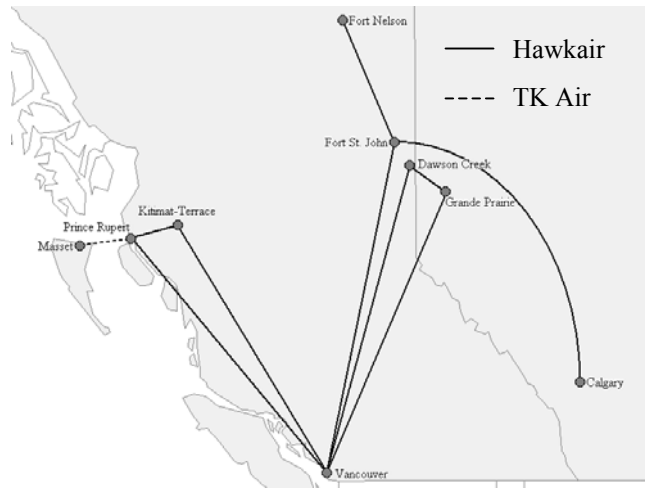 Fort Nelson
Hawkair
TK Air
Fort St. John
Dawson Creek
Grande Prairie
Kitimat-Terrace
Prince Rupert
Masset
Calgary
Vancouver